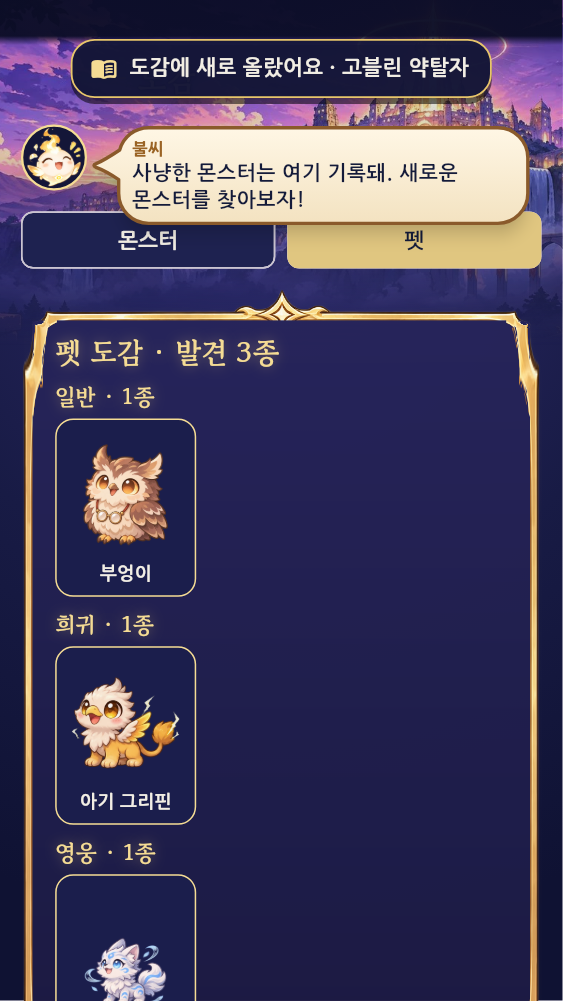 도감에 새로 올랐어요 · 고블린 약탈자
불씨
사냥한 몬스터는 여기 기록돼. 새로운
몬스터를 찾아보자!
몬스터
펫
펫 도감 · 발견 3종
일반 · 1종
부엉이
희귀 · 1종
아기 그리핀
영웅 · 1종